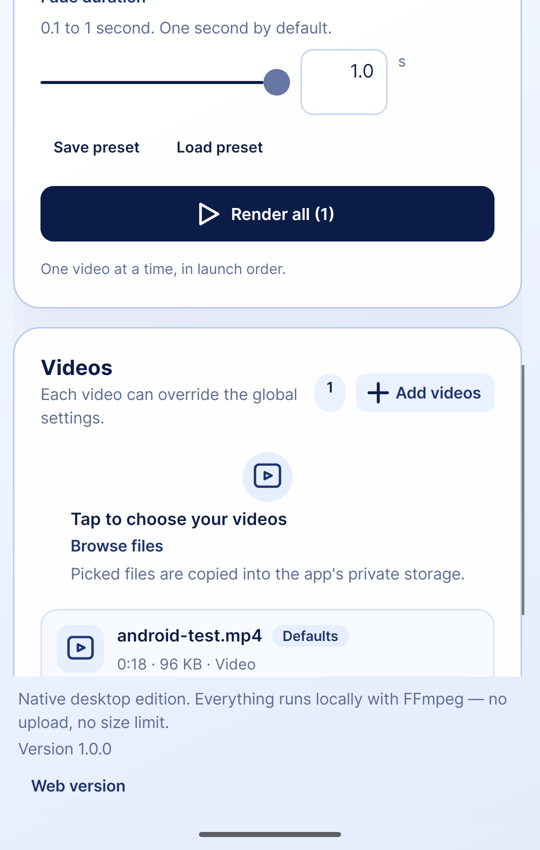 Fade duration
0.1 to 1 second. One second by default.
1.0
s
Save preset
Load preset
Render all (1)
One video at a time, in launch order.
Videos
Each video can override the global
settings.
1
Add videos
Tap to choose your videos
Browse files
Picked files are copied into the app's private storage.
android-test.mp4
Defaults
0:18 · 96 KB · Video
Native desktop edition. Everything runs locally with FFmpeg — no
upload, no size limit.
Version 1.0.0
Web version